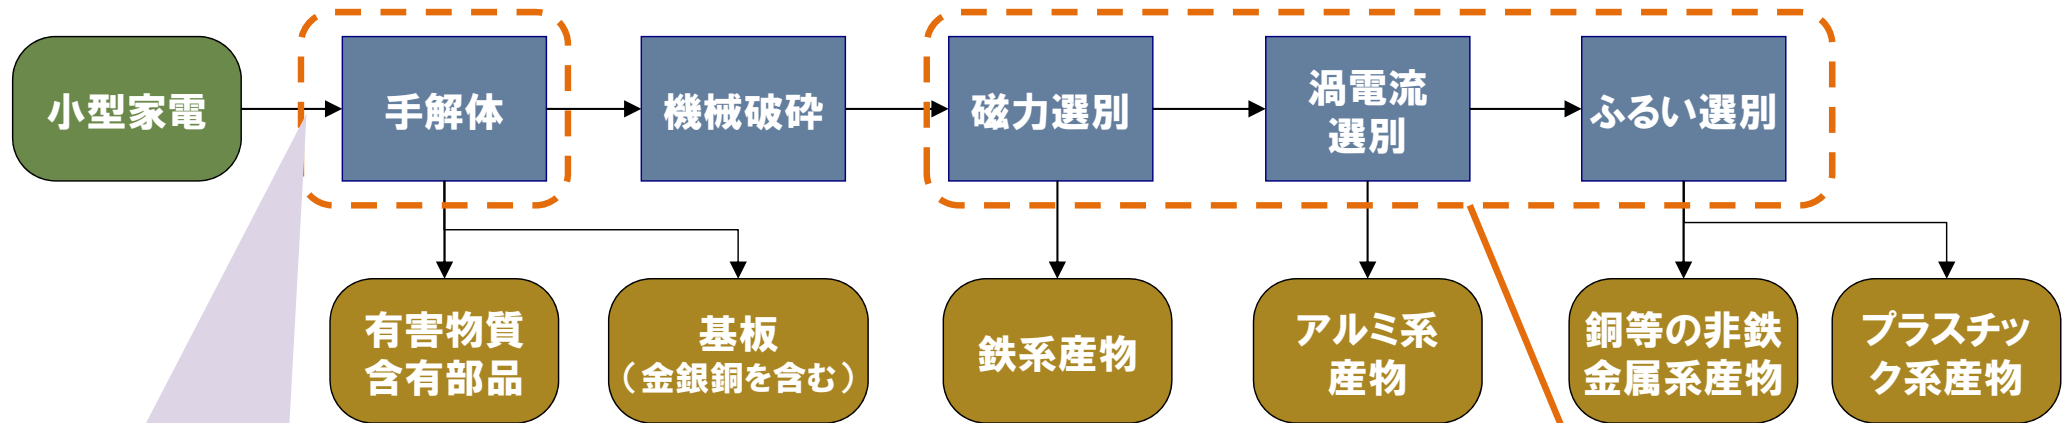 小型家電
手解体
機械破砕
磁力選別
渦電流
選別
ふるい選別
有害物質
含有部品
基板
（金銀銅を含む）
鉄系産物
アルミ系
産物
銅等の非鉄
金属系産物
プラスチッ
ク系産物